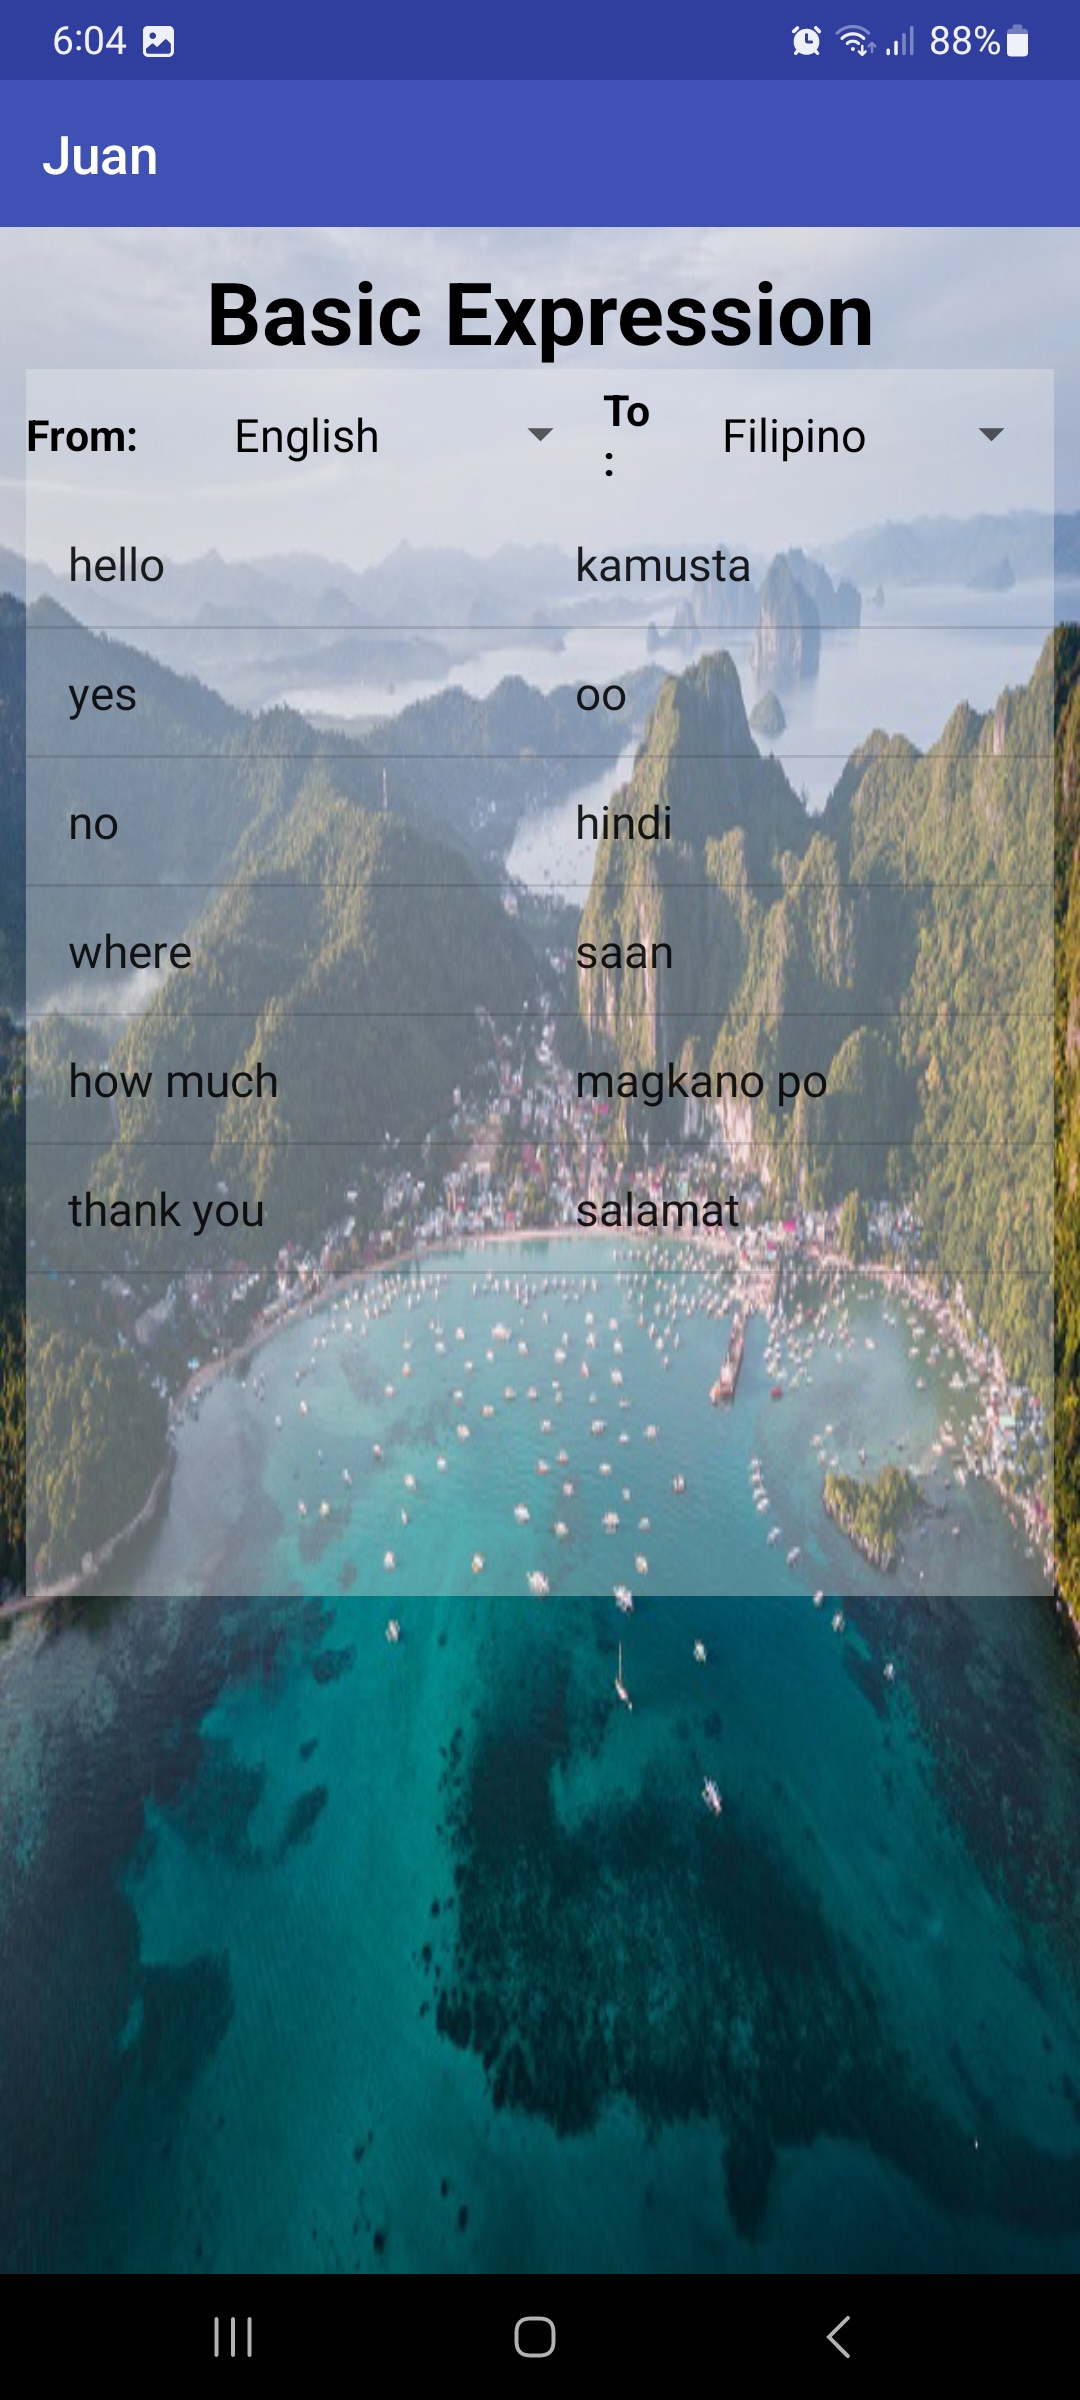 6:04 88%
Juan
Basic Expression
From: English To
: Filipino
hello kamusta
yes oo
no hindi
where saan
how much magkano po
thank you salamat